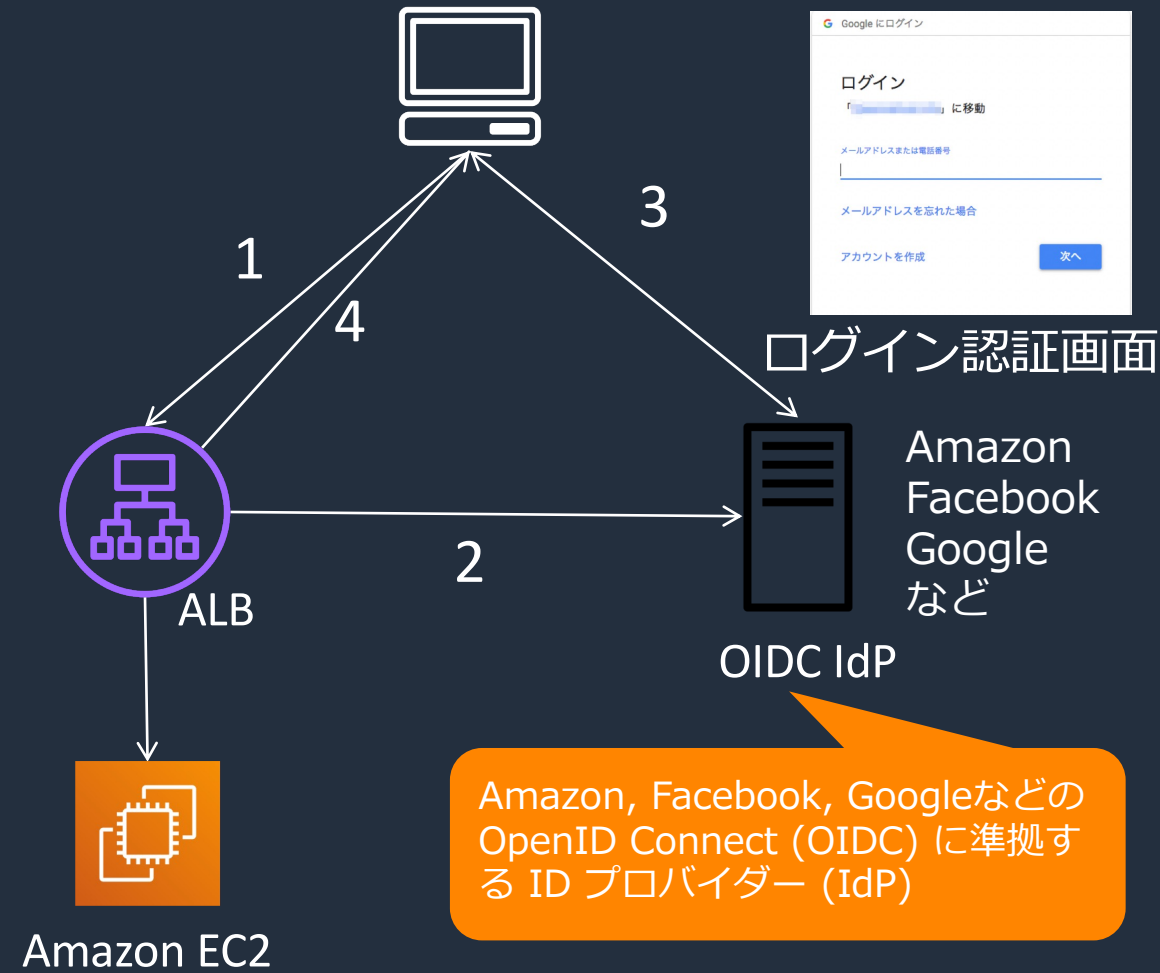 Google にログイン
ログイン
「 」に移動
メールアドレスまたは電話番号
メールアドレスを忘れた場合
アカウントを作成
次へ
ログイン認証画面
1
3
4
2
Amazon
Facebook
Google
など
ALB
OIDC IdP
Amazon, Facebook, Googleなどの
OpenID Connect (OIDC) に準拠す
る ID プロバイダー (IdP)
Amazon EC2